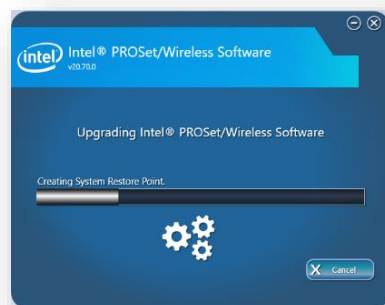 intel
Intel® PROSet/Wireless Software
v20.70.0
Upgrading Intel® PROSet/Wireless Software
Creating System Restore Point.
X Cancel